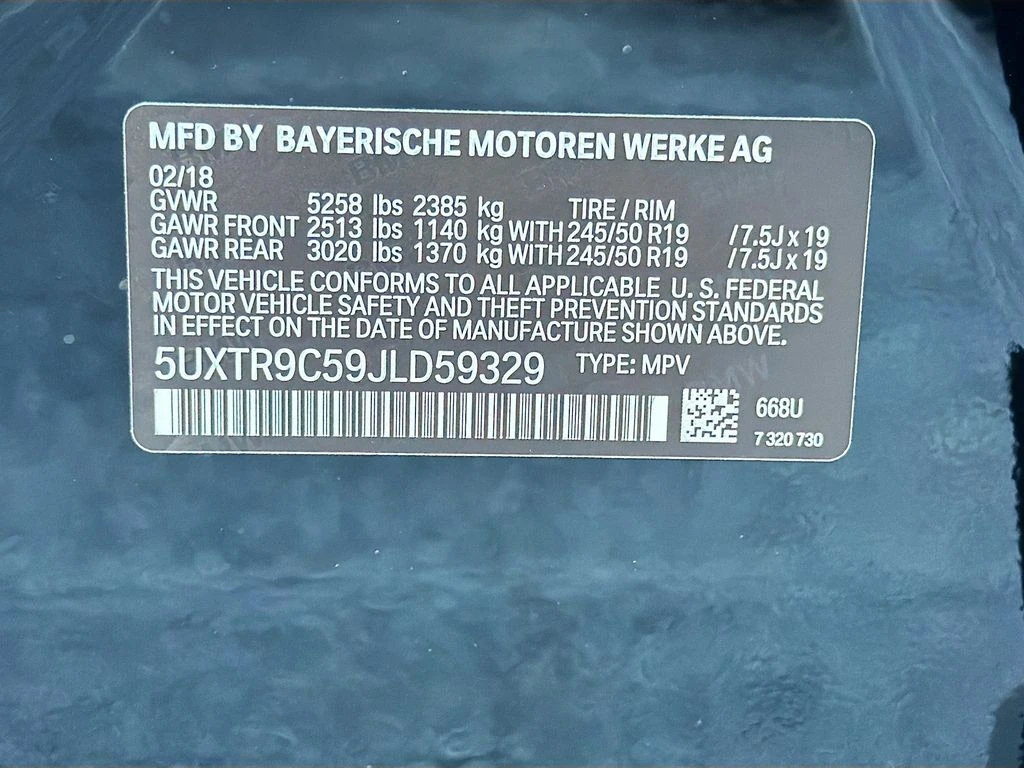 MFD BY BAYERISCHE MOTOREN WERKE AG
02/18
GVWR 5258 lbs 2385 kg TIRE / RIM
GAWR FRONT 2513 lbs 1140 kg WITH 245/50 R19 /7.5J x 19
GAWR REAR 3020 lbs 1370 kg WITH 245/50 R19 /7.5J x 19
THIS VEHICLE CONFORMS TO ALL APPLICABLE U. S. FEDERAL
MOTOR VEHICLE SAFETY AND THEFT PREVENTION STANDARDS
IN EFFECT ON THE DATE OF MANUFACTURE SHOWN ABOVE.
5UXTR9C59JLD59329 TYPE: MPV
668U
7 320 730